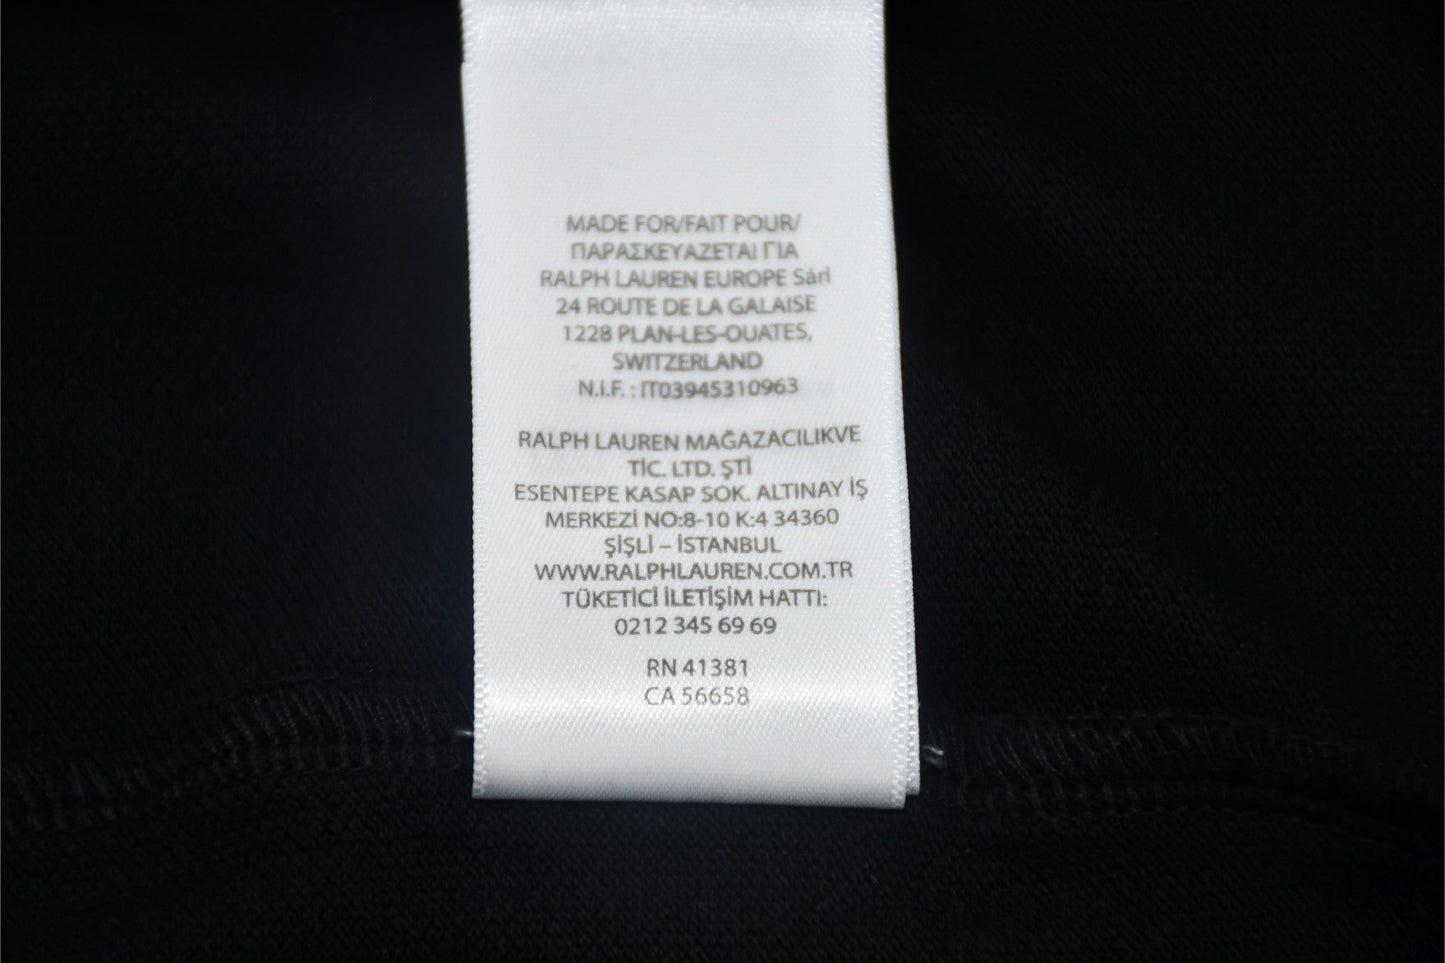 MADE FOR/FAIT POUR/
ΠΑΡΑΣΚΕΥΑΖΕΤΑΙ ΓΙΑ
RALPH LAUREN EUROPE Sárl
24 ROUTE DE LA GALAISE
1228 PLAN-LES-OUATES,
SWITZERLAND
N.I.F. : IT03945310963
RALPH LAUREN MAĞAZACILIKVE
TİC. LTD. ŞTİ
ESENTEPE KASAP SOK. ALTINAY İŞ
MERKEZİ NO:8-10 K:4 34360
ŞİŞLİ – İSTANBUL
WWW.RALPHLAUREN.COM.TR
TÜKETİCİ İLETİŞİM HATTI:
0212 345 69 69
RN 41381
CA 56658